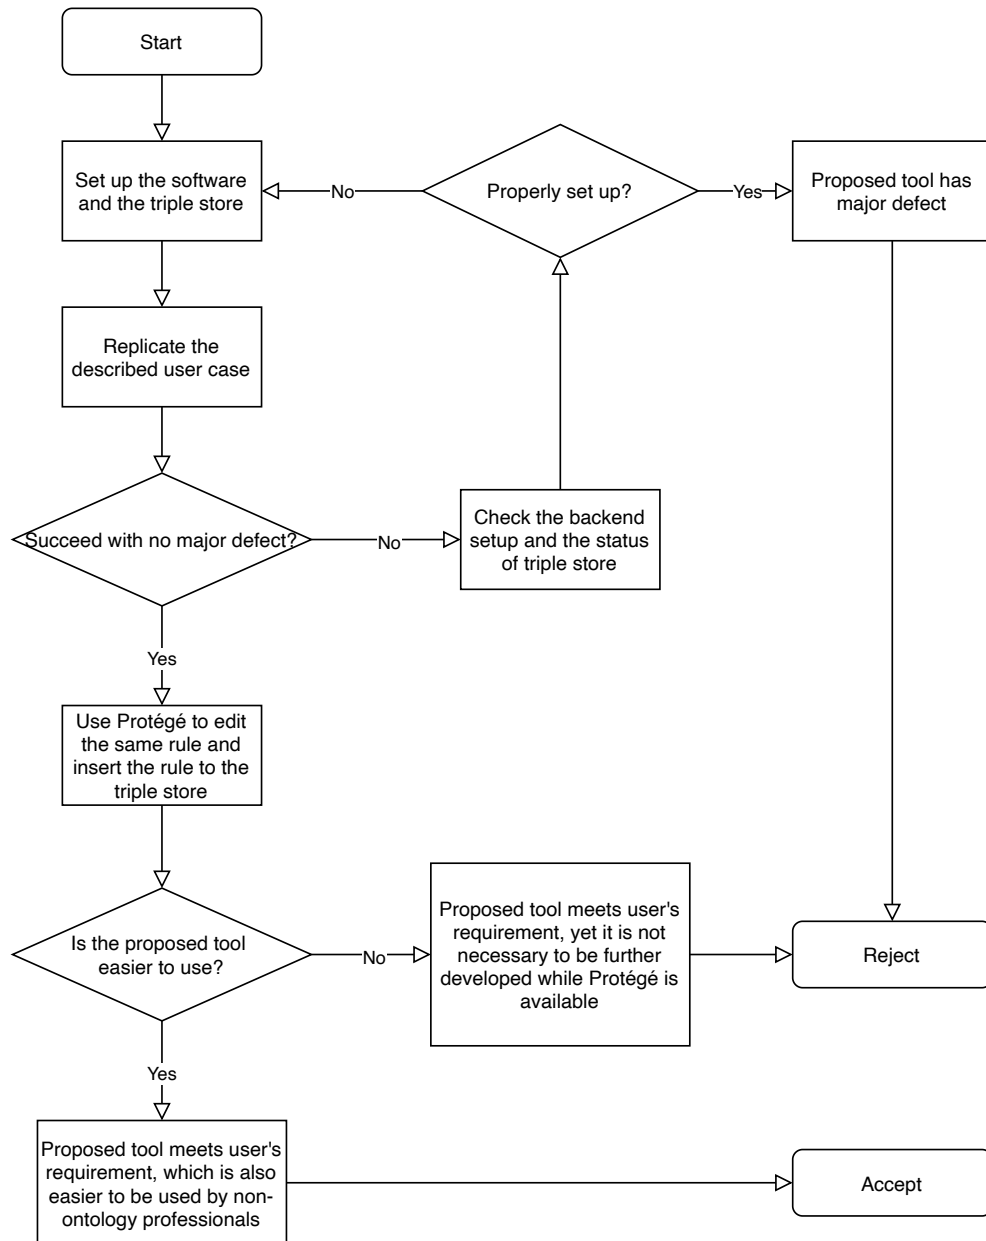 Start
Set up the software
and the triple store
No
Properly set up?
Yes
Proposed tool has
major defect
Replicate the
described user case
Succeed with no major defect?
No
Check the backend
setup and the status
of triple store
Yes
Use Protégé to edit
the same rule and
insert the rule to the
triple store
Is the proposed tool
easier to use?
No
Proposed tool meets user's
requirement, yet it is not
necessary to be further
developed while Protégé is
available
Reject
Yes
Proposed tool meets user's
requirement, which is also
easier to be used by non-
ontology professionals
Accept